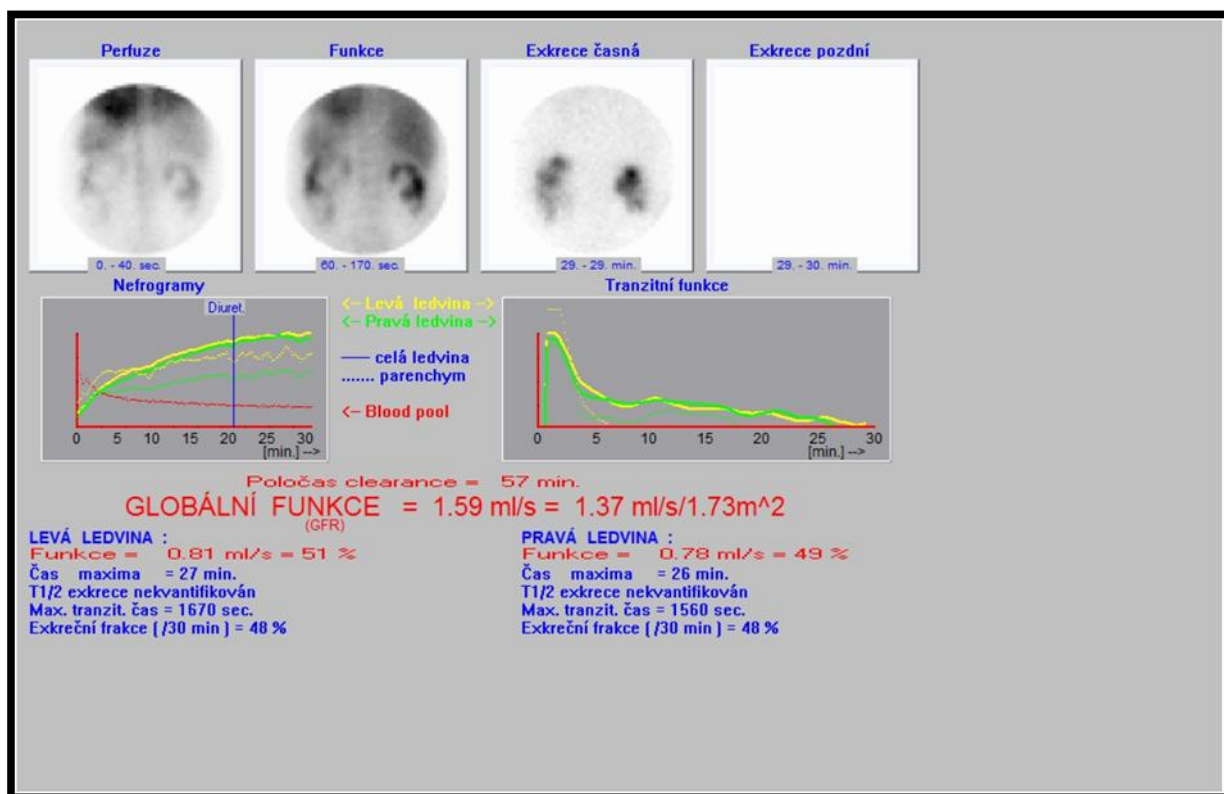 Perfuze
Funkce
Exkrece časná
Exkrece pozdní
0. - 40. sec.
60. - 170. sec.
29. - 29. min.
29. - 30. min.
Nefrogramy
Tranzitní funkce
Diuret.
<- Levá ledvina ->
<- Pravá ledvina ->
—— celá ledvina
....... parenchym
<- Blood pool
0 5 10 15 20 25 30
[min.] -->
0 5 10 15 20 25 30
[min.] -->
Poločas clearance = 57 min.
GLOBÁLNÍ FUNKCE = 1.59 ml/s = 1.37 ml/s/1.73m^2
(GFR)
LEVÁ LEDVINA :
Funkce = 0.81 ml/s = 51 %
Čas maxima = 27 min.
T1/2 exkrece nekvantifikován
Max. tranzit. čas = 1670 sec.
Exkreční frakce ( /30 min ) = 48 %
PRAVÁ LEDVINA :
Funkce = 0.78 ml/s = 49 %
Čas maxima = 26 min.
T1/2 exkrece nekvantifikován
Max. tranzit. čas = 1560 sec.
Exkreční frakce ( /30 min ) = 48 %